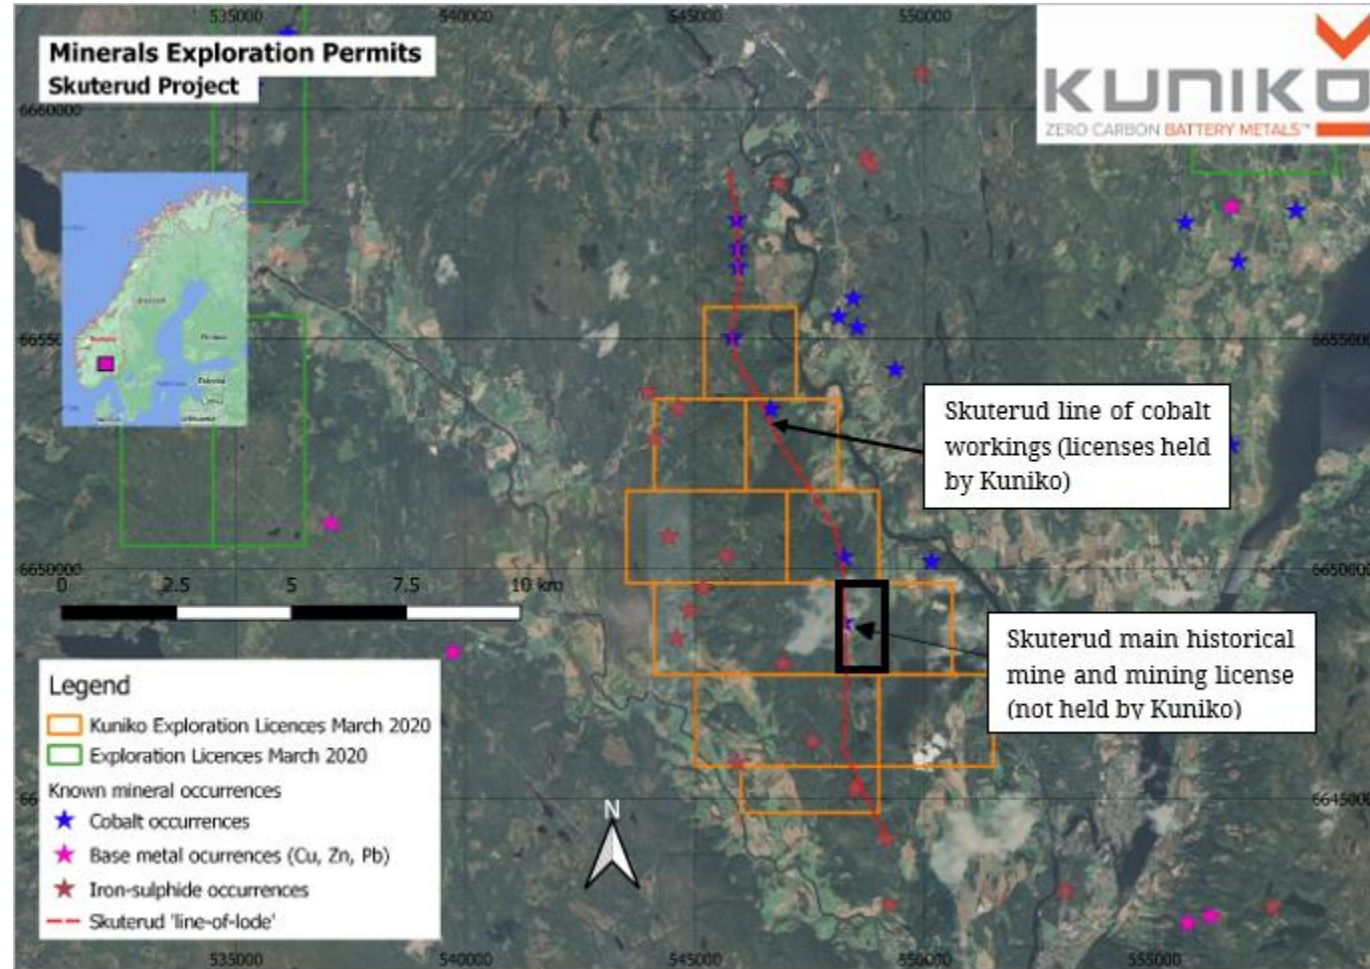 535000
540000
545000
550000
Minerals Exploration Permits
Skuterud Project
KUNIKO
ZERO CARBON BATTERY METALS™
6660000
6655000
Skuterud line of cobalt
workings (licenses held
by Kuniko)
6650000
6650000
0 2.5 5 7.5 10 km
Skuterud main historical
mine and mining license
(not held by Kuniko)
Legend
Kuniko Exploration Licences March 2020
Exploration Licences March 2020
Known mineral occurrences
Cobalt occurrences
Base metal ocurrences (Cu, Zn, Pb)
Iron-sulphide occurrences
Skuterud 'line-of-lode'
N
6645000
535000
540000
545000
550000
555000